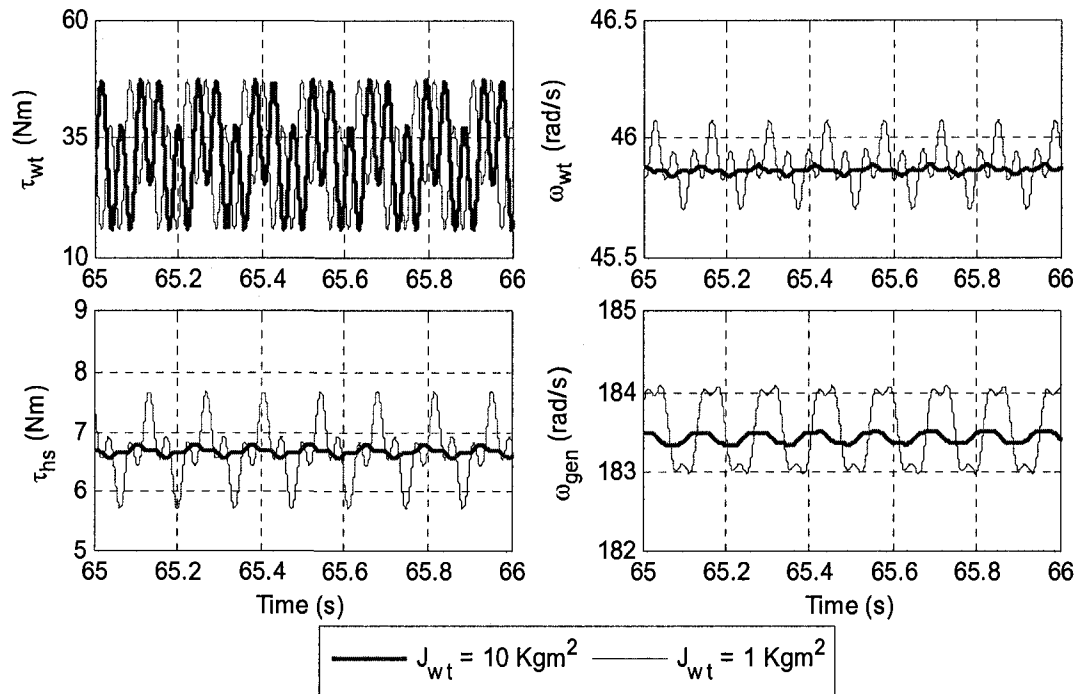 60
35
10
τwt (Nm)
65 65.2 65.4 65.6 65.8 66
46.5
46
45.5
ωwt (rad/s)
65 65.2 65.4 65.6 65.8 66
9
8
7
6
5
τhs (Nm)
65 65.2 65.4 65.6 65.8 66
Time (s)
185
184
183
182
ωgen (rad/s)
65 65.2 65.4 65.6 65.8 66
Time (s)
Jwt = 10 Kgm² Jwt = 1 Kgm²